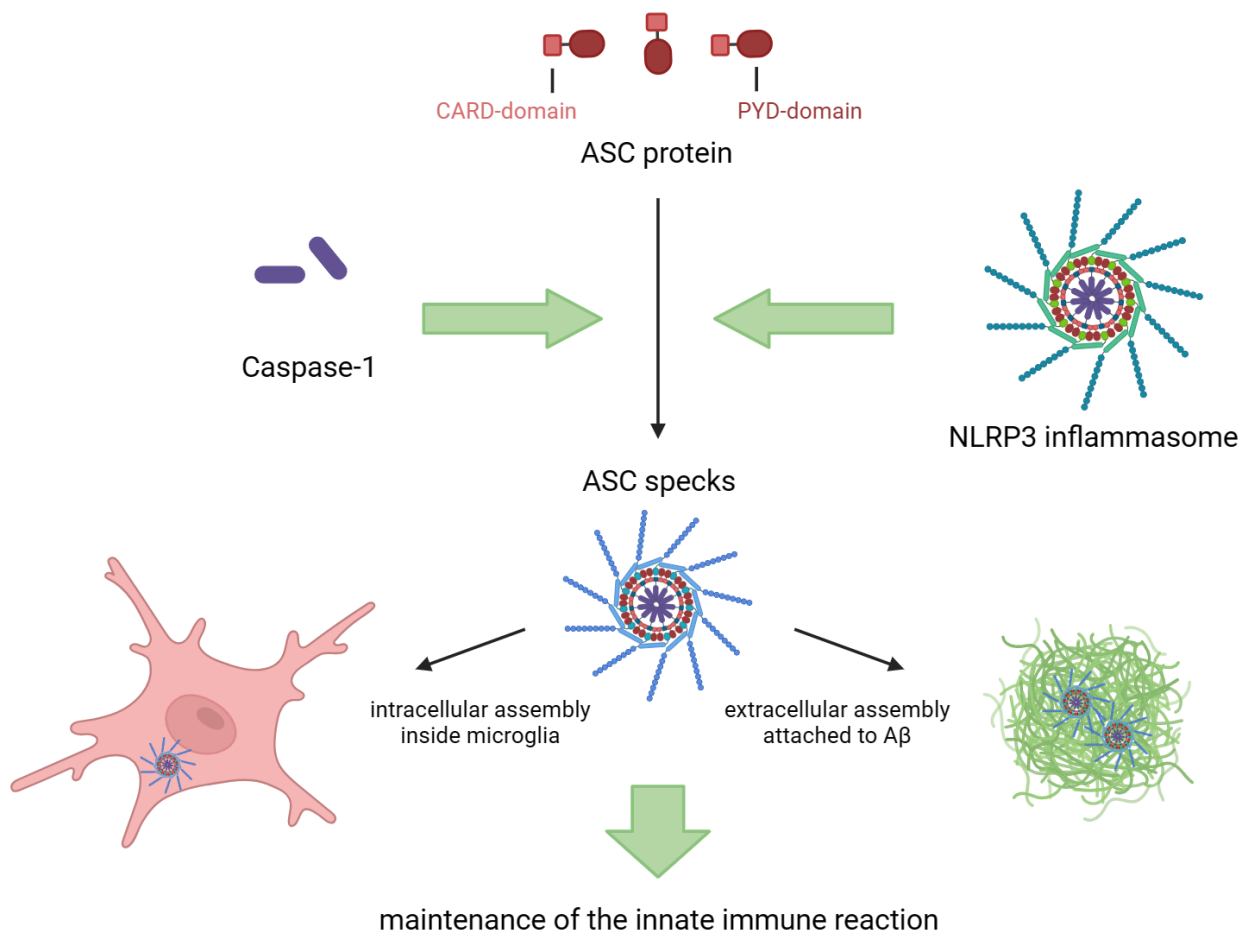 CARD-domain
PYD-domain
ASC protein
Caspase-1
NLRP3 inflammasome
ASC specks
intracellular assembly
inside microglia
extracellular assembly
attached to Aβ
maintenance of the innate immune reaction